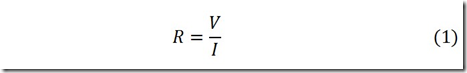 R = V/I (1)